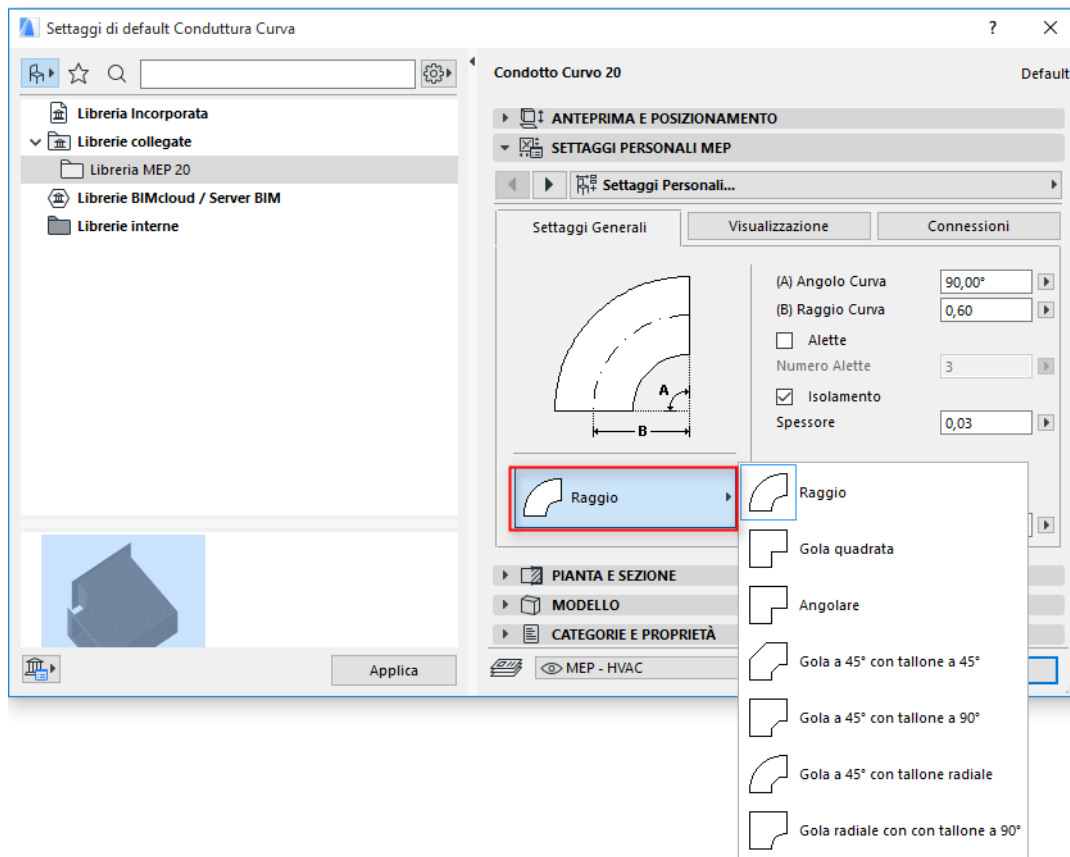 Settaggi di default Conduttura Curva
?
Condotto Curvo 20
Default
Libreria Incorporata
Librerie collegate
Libreria MEP 20
Librerie BIMcloud / Server BIM
Librerie interne
Applica
ANTEPRIMA E POSIZIONAMENTO
SETTAGGI PERSONALI MEP
Settaggi Personali...
Settaggi Generali
Visualizzazione
Connessioni
A
B
(A) Angolo Curva
90,00°
(B) Raggio Curva
0,60
Alette
Numero Alette
3
Isolamento
Spessore
0,03
Raggio
Raggio
Gola quadrata
Angolare
Gola a 45° con tallone a 45°
Gola a 45° con tallone a 90°
Gola a 45° con tallone radiale
Gola radiale con con tallone a 90°
PIANTA E SEZIONE
MODELLO
CATEGORIE E PROPRIETÀ
MEP - HVAC